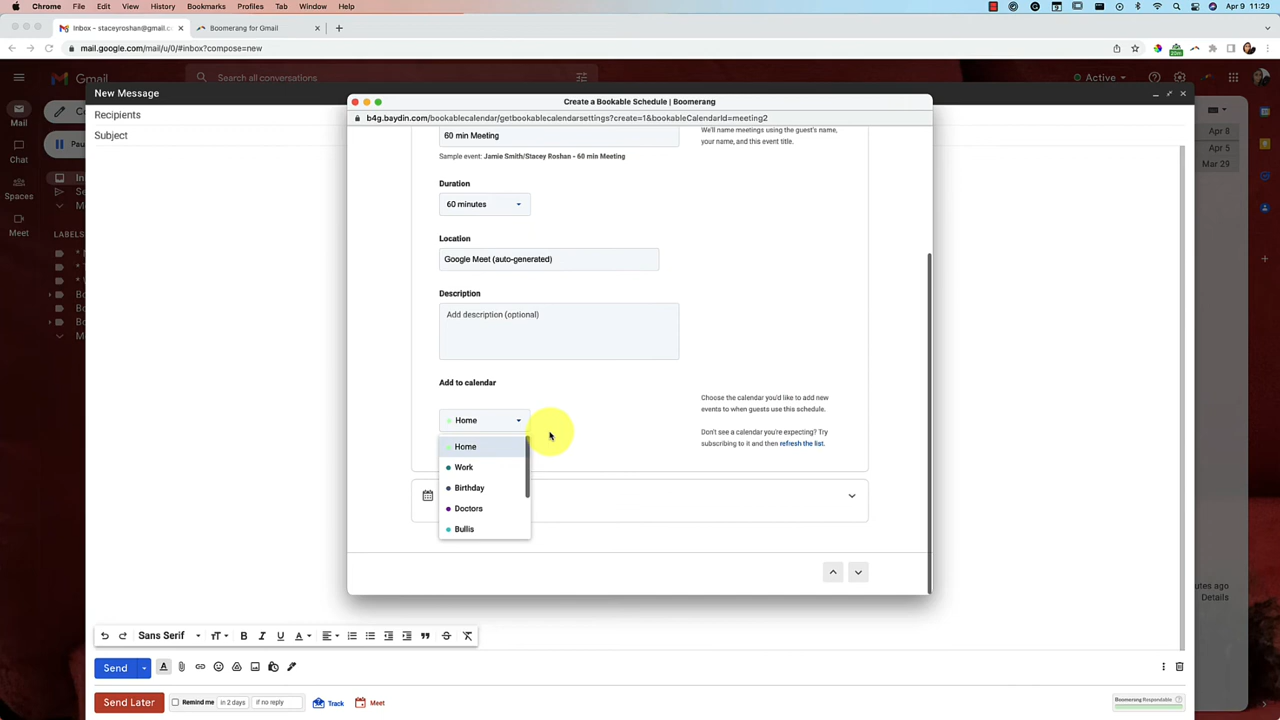 Chrome File Edit View History Bookmarks Profiles Tab Window Help Apr 9 11:29
Inbox - staceyroshan@gmail.c Boomerang for Gmail
mail.google.com/mail/u/0/#inbox?compose=new
Gmail Search all conversations Active
New Message
Recipients
Subject
Mail
Chat
Spaces
Meet
LABELS
Apr 8
Apr 5
Mar 29
Details
Create a Bookable Schedule | Boomerang
b4g.baydin.com/bookablecalendar/getbookablecalendarsettings?create=1&bookableCalendarId=meeting2
60 min Meeting
Sample event: Jamie Smith/Stacey Roshan - 60 min Meeting
We'll name meetings using the guest's name,
your name, and this event title.
Duration
60 minutes
Location
Google Meet (auto-generated)
Description
Add description (optional)
Add to calendar
Home
Home
Work
Birthday
Doctors
Bullis
Choose the calendar you'd like to add new
events to when guests use this schedule.
Don't see a calendar you're expecting? Try
subscribing to it and then refresh the list.
Sans Serif
Send
Send Later Remind me in 2 days if no reply Track Meet Boomerang Respondable